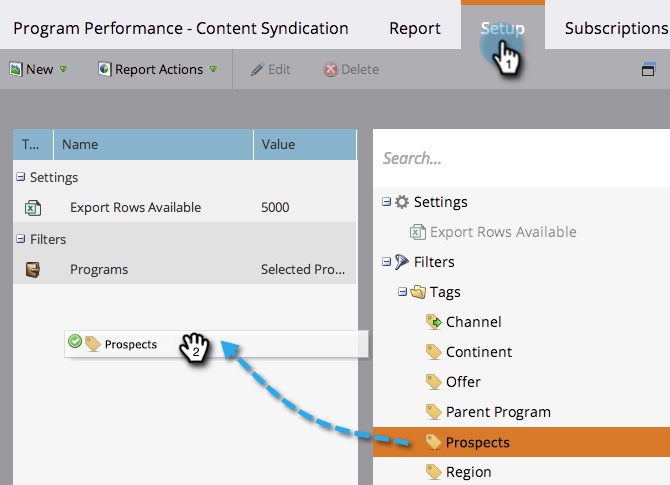 Program Performance - Content Syndication Report Setup Subscriptions
1
New Report Actions Edit Delete
T... Name Value
Settings
Export Rows Available 5000
Filters
Programs Selected Pro...
Prospects
2
Search...
Settings
Export Rows Available
Filters
Tags
Channel
Continent
Offer
Parent Program
Prospects
Region